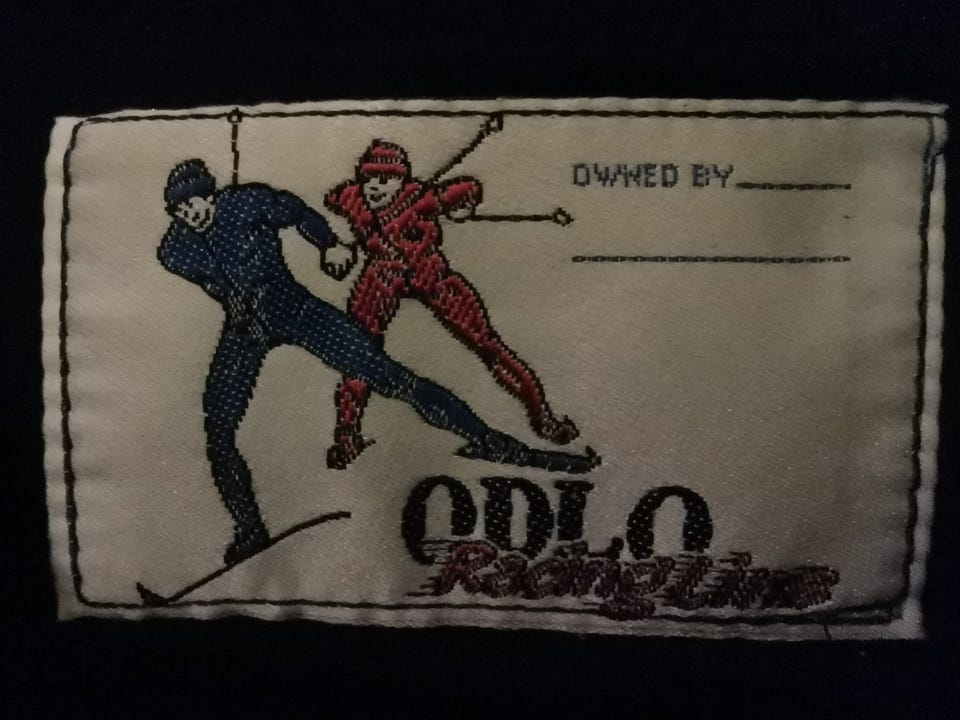 OWNED BY
ODLO
Racing Line